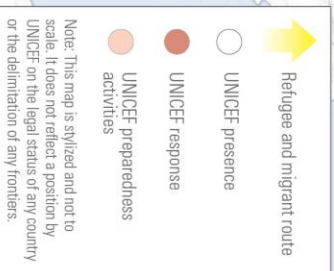 Refugee and migrant route
UNICEF presence
UNICEF response
UNICEF preparedness
activities
Note: This map is stylized and not to
scale. It does not reflect a position by
UNICEF on the legal status of any country
or the delimitation of any frontiers.